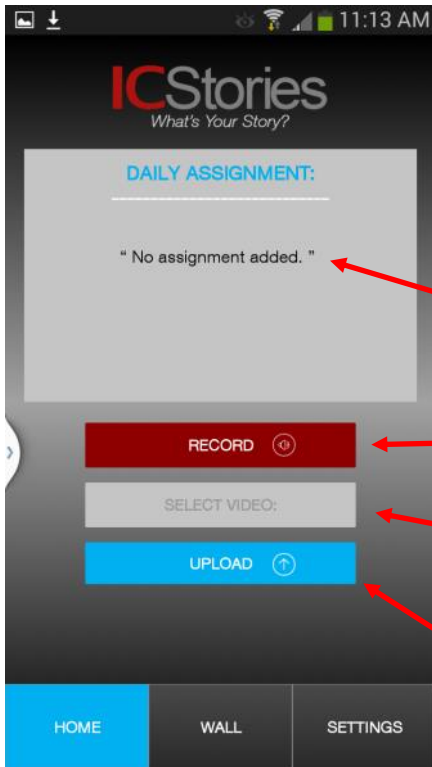 11:13 AM
ICStories
What's Your Story?
DAILY ASSIGNMENT:
“ No assignment added. ”
RECORD
SELECT VIDEO:
UPLOAD
HOME WALL SETTINGS